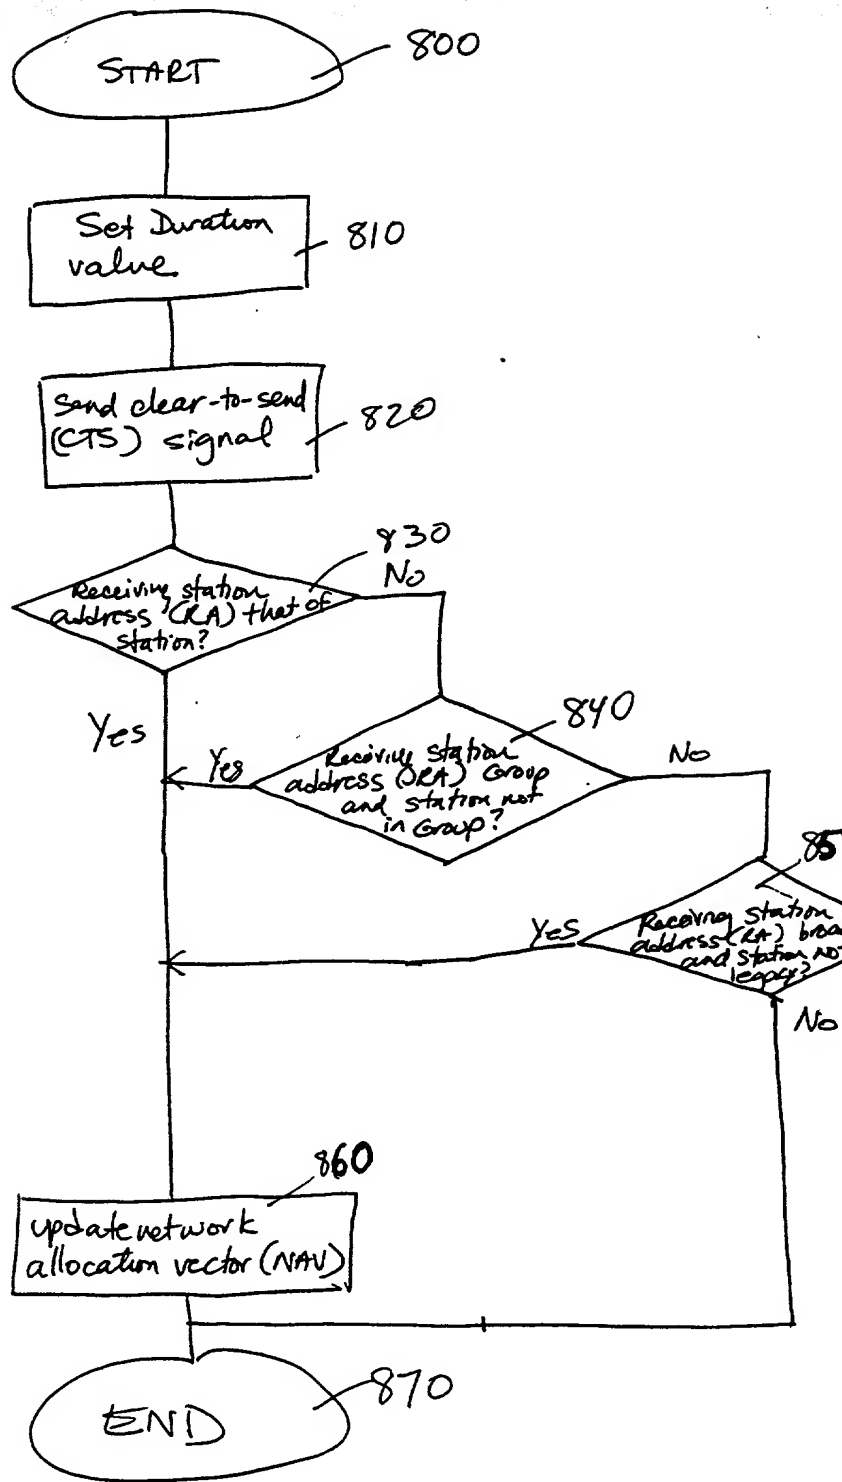 START
800
Set Duration
value
810
Send clear-to-send
(CTS) signal
820
830
Receiving station
address (RA) that of
station?
No
Yes
840
Receiving station
address (RA) Group
and station not
in Group?
Yes
No
85
Receiving station
address (RA) broa
and station not
legacy?
Yes
No
860
update network
allocation vector (NAV)
END
870